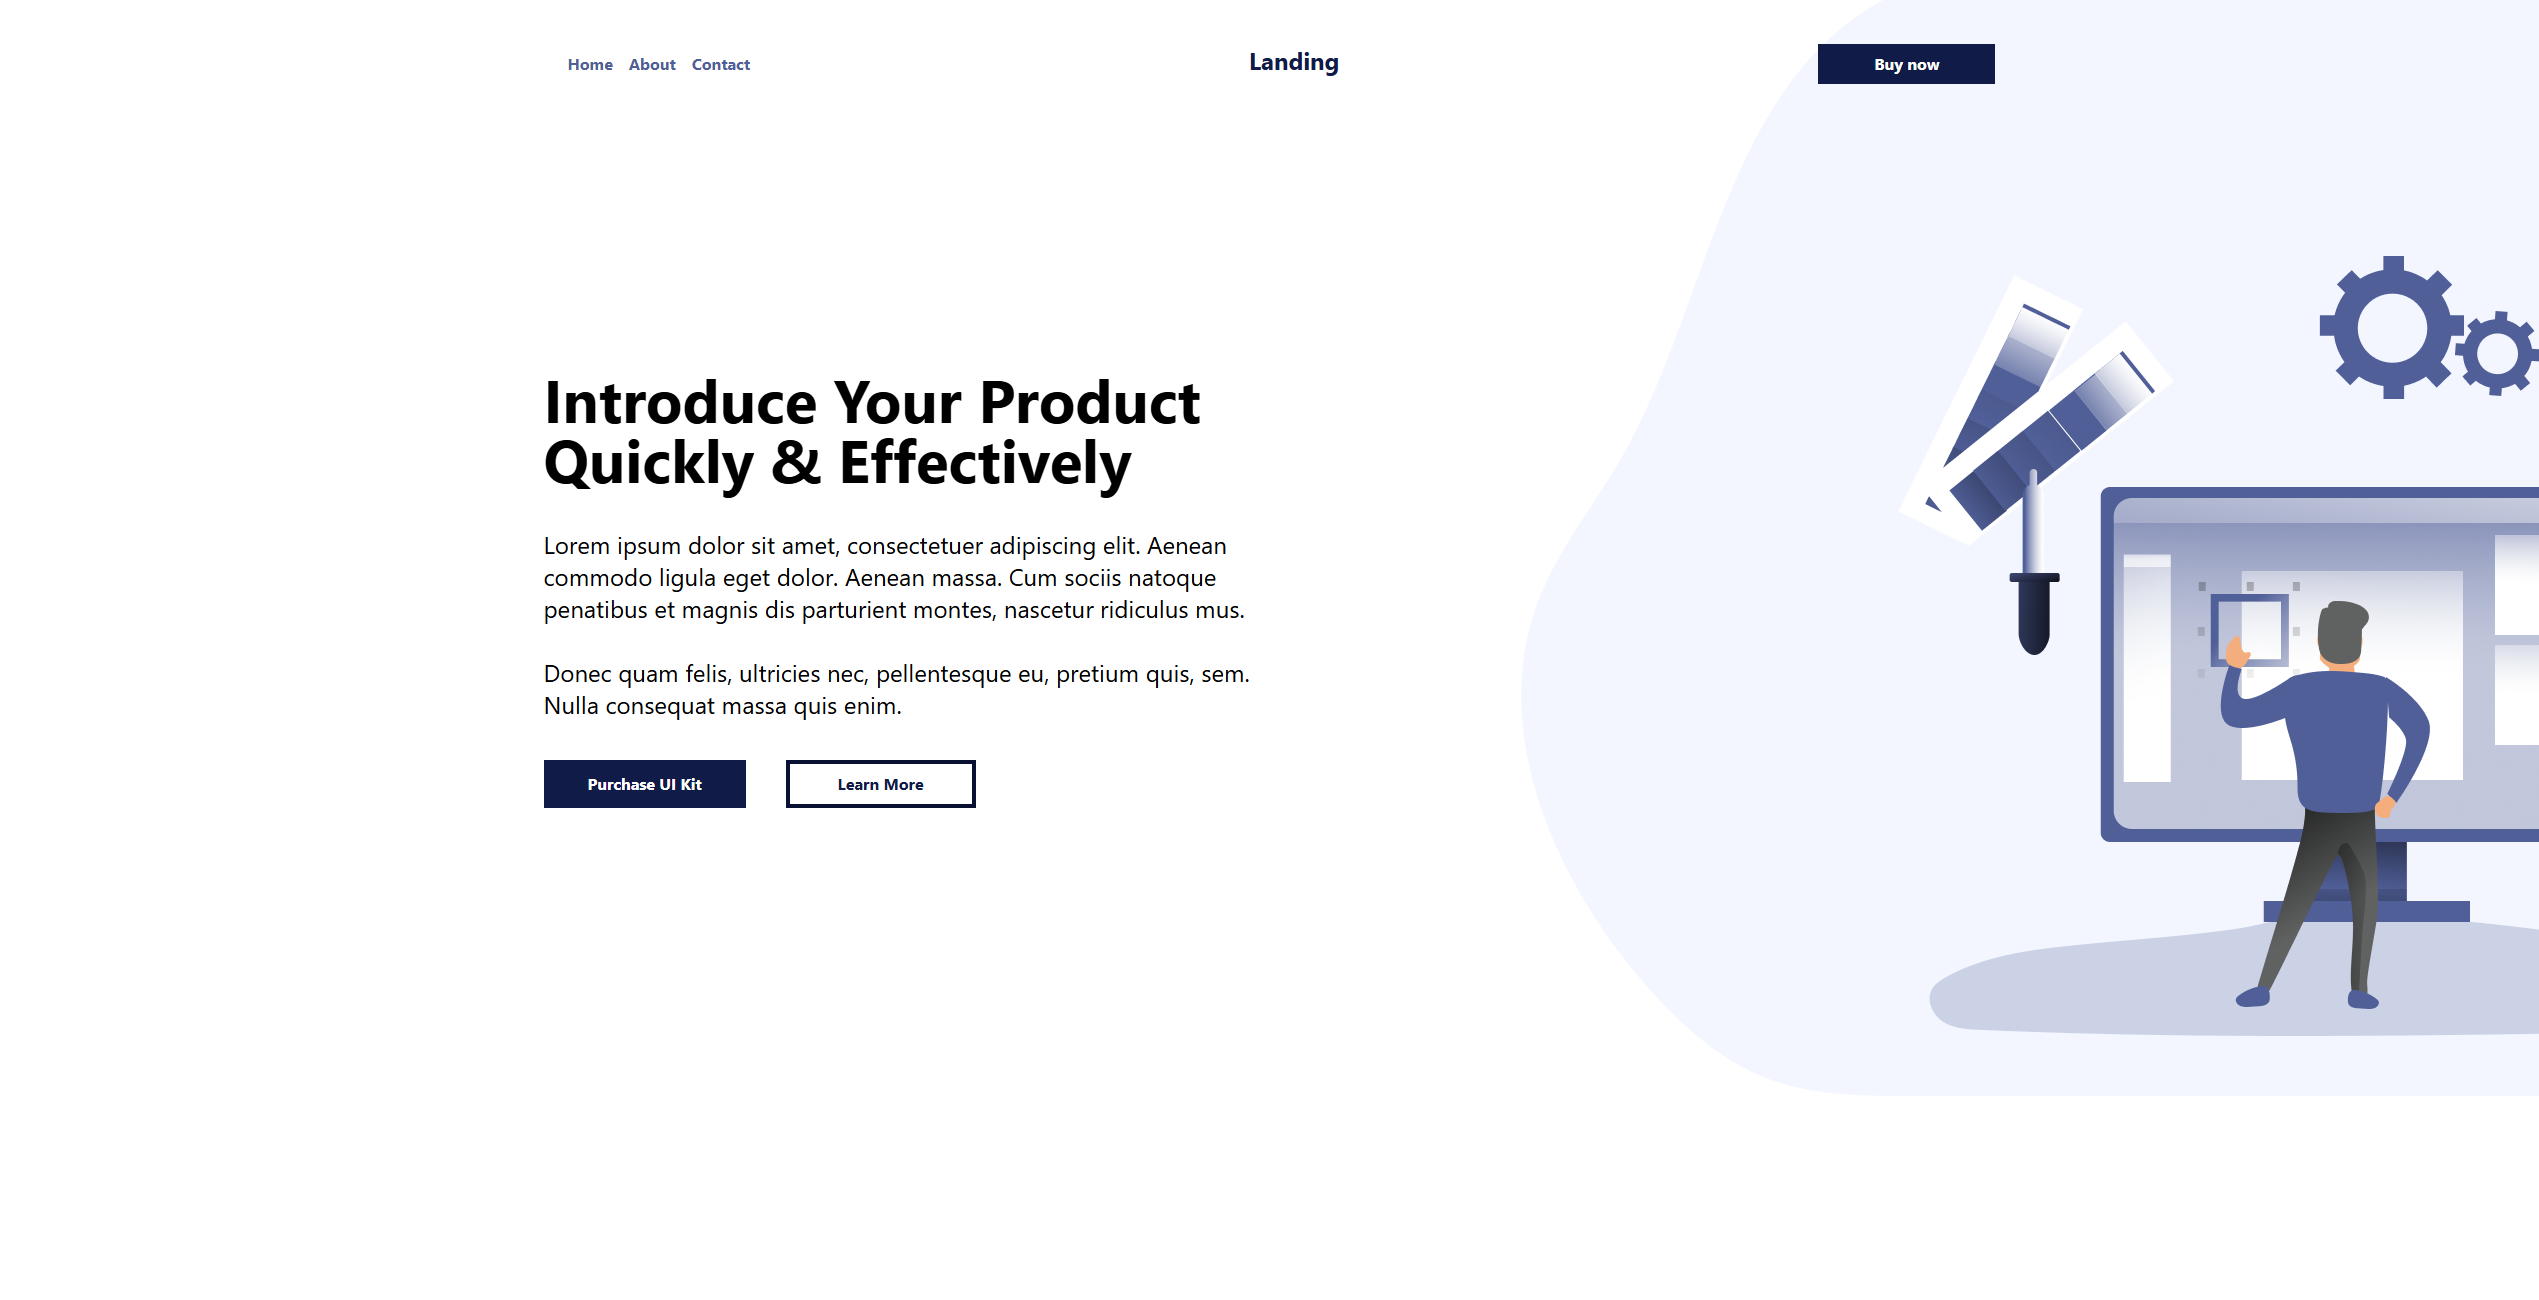 Home About Contact
Landing
Buy now
Introduce Your Product
Quickly & Effectively
Lorem ipsum dolor sit amet, consectetuer adipiscing elit. Aenean
commodo ligula eget dolor. Aenean massa. Cum sociis natoque
penatibus et magnis dis parturient montes, nascetur ridiculus mus.
Donec quam felis, ultricies nec, pellentesque eu, pretium quis, sem.
Nulla consequat massa quis enim.
Purchase UI Kit
Learn More